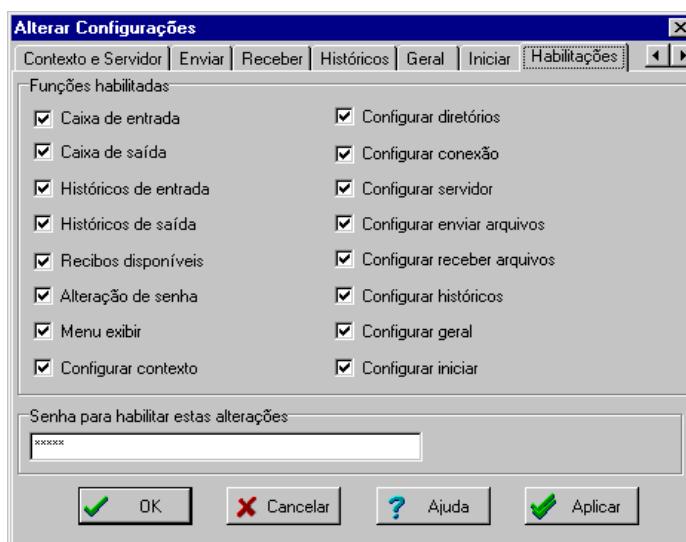 Alterar Configurações
Contexto e Servidor Enviar Receber Históricos Geral Iniciar Habilitações
Funções habilitadas
Caixa de entrada
Caixa de saída
Históricos de entrada
Históricos de saída
Recibos disponíveis
Alteração de senha
Menu exibir
Configurar contexto
Configurar diretórios
Configurar conexão
Configurar servidor
Configurar enviar arquivos
Configurar receber arquivos
Configurar históricos
Configurar geral
Configurar iniciar
Senha para habilitar estas alterações
*****
OK Cancelar Ajuda Aplicar